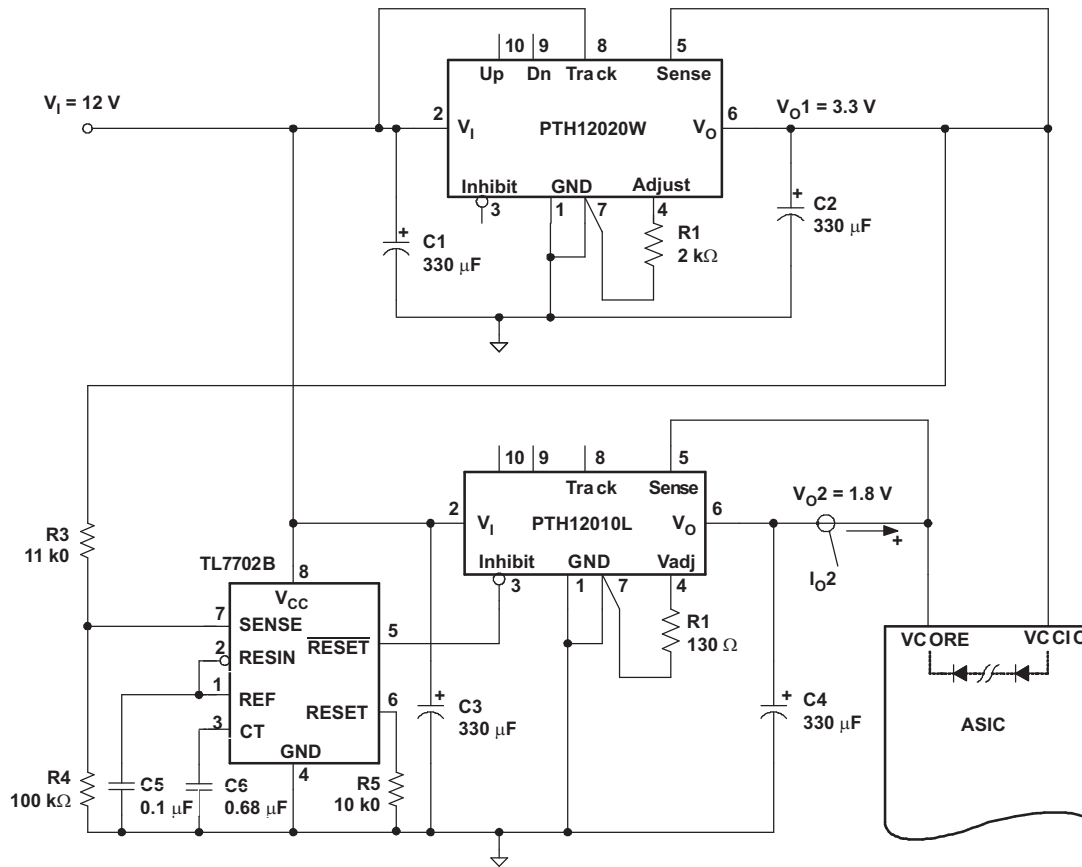 10 9 8 5
Up Dn Track Sense
V_I = 12 V
2 V_I PTH12020W V_O 6
V_O1 = 3.3 V
Inhibit GND Adjust
3 1 7 4
+ C1
330 μF
R1
2 kΩ
+ C2
330 μF
10 9 8 5
Track Sense
2 V_I PTH12010L V_O 6
V_O2 = 1.8 V
+
I_O2
Inhibit GND Vadj
3 1 7 4
R1
130 Ω
R3
11 k0
TL7702B
8
V_CC
7 SENSE
2 RESIN
1 REF
3 CT
RESET 5
RESET 6
GND
4
+ C3
330 μF
+ C4
330 μF
R4
100 kΩ
C5
0.1 μF
C6
0.68 μF
R5
10 k0
VCORE VCCIO
ASIC